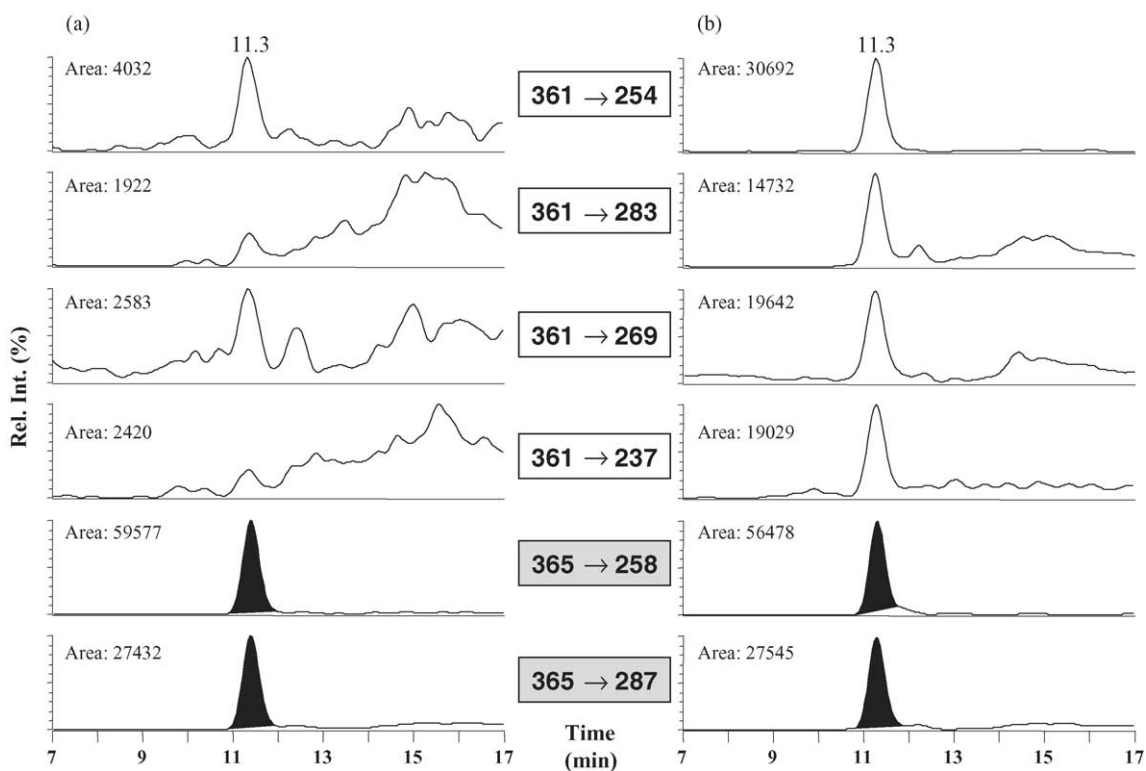 (a)
(b)
11.3
11.3
Area: 4032
361 → 254
Area: 30692
Area: 1922
361 → 283
Area: 14732
Area: 2583
361 → 269
Area: 19642
Area: 2420
361 → 237
Area: 19029
Area: 59577
365 → 258
Area: 56478
Area: 27432
365 → 287
Area: 27545
Rel. Int. (%)
7 9 11 13 15 17
Time
(min)
7 9 11 13 15 17